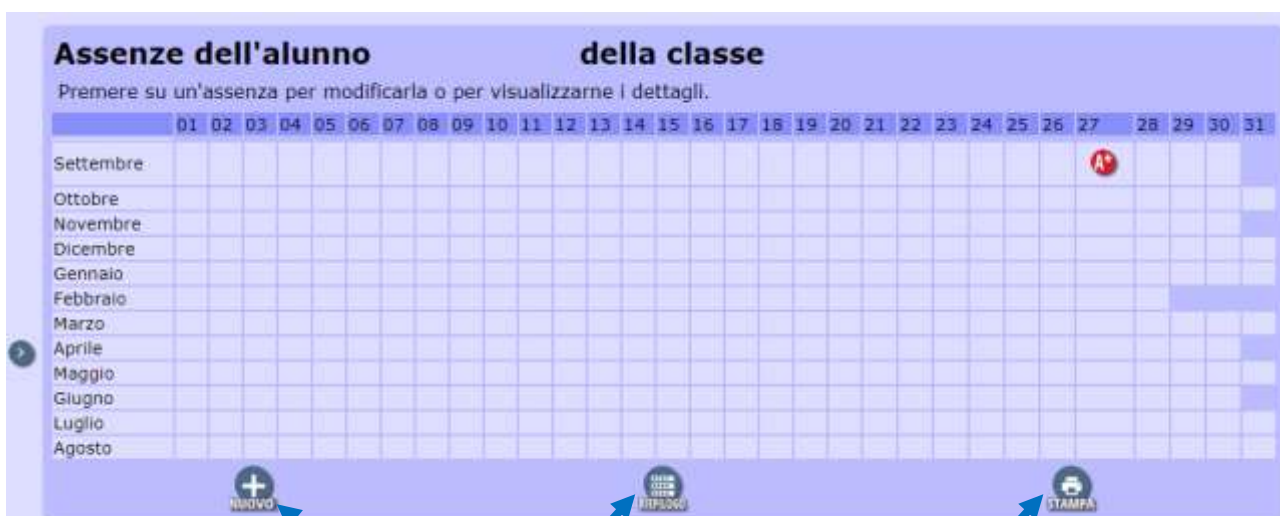 Assenze dell'alunno della classe
Premere su un'assenza per modificarla o per visualizzarne i dettagli.
01 02 03 04 05 06 07 08 09 10 11 12 13 14 15 16 17 18 19 20 21 22 23 24 25 26 27 28 29 30 31
Settembre A*
Ottobre
Novembre
Dicembre
Gennaio
Febbraio
Marzo
Aprile
Maggio
Giugno
Luglio
Agosto
NUOVO RIEPILOGO STAMPA